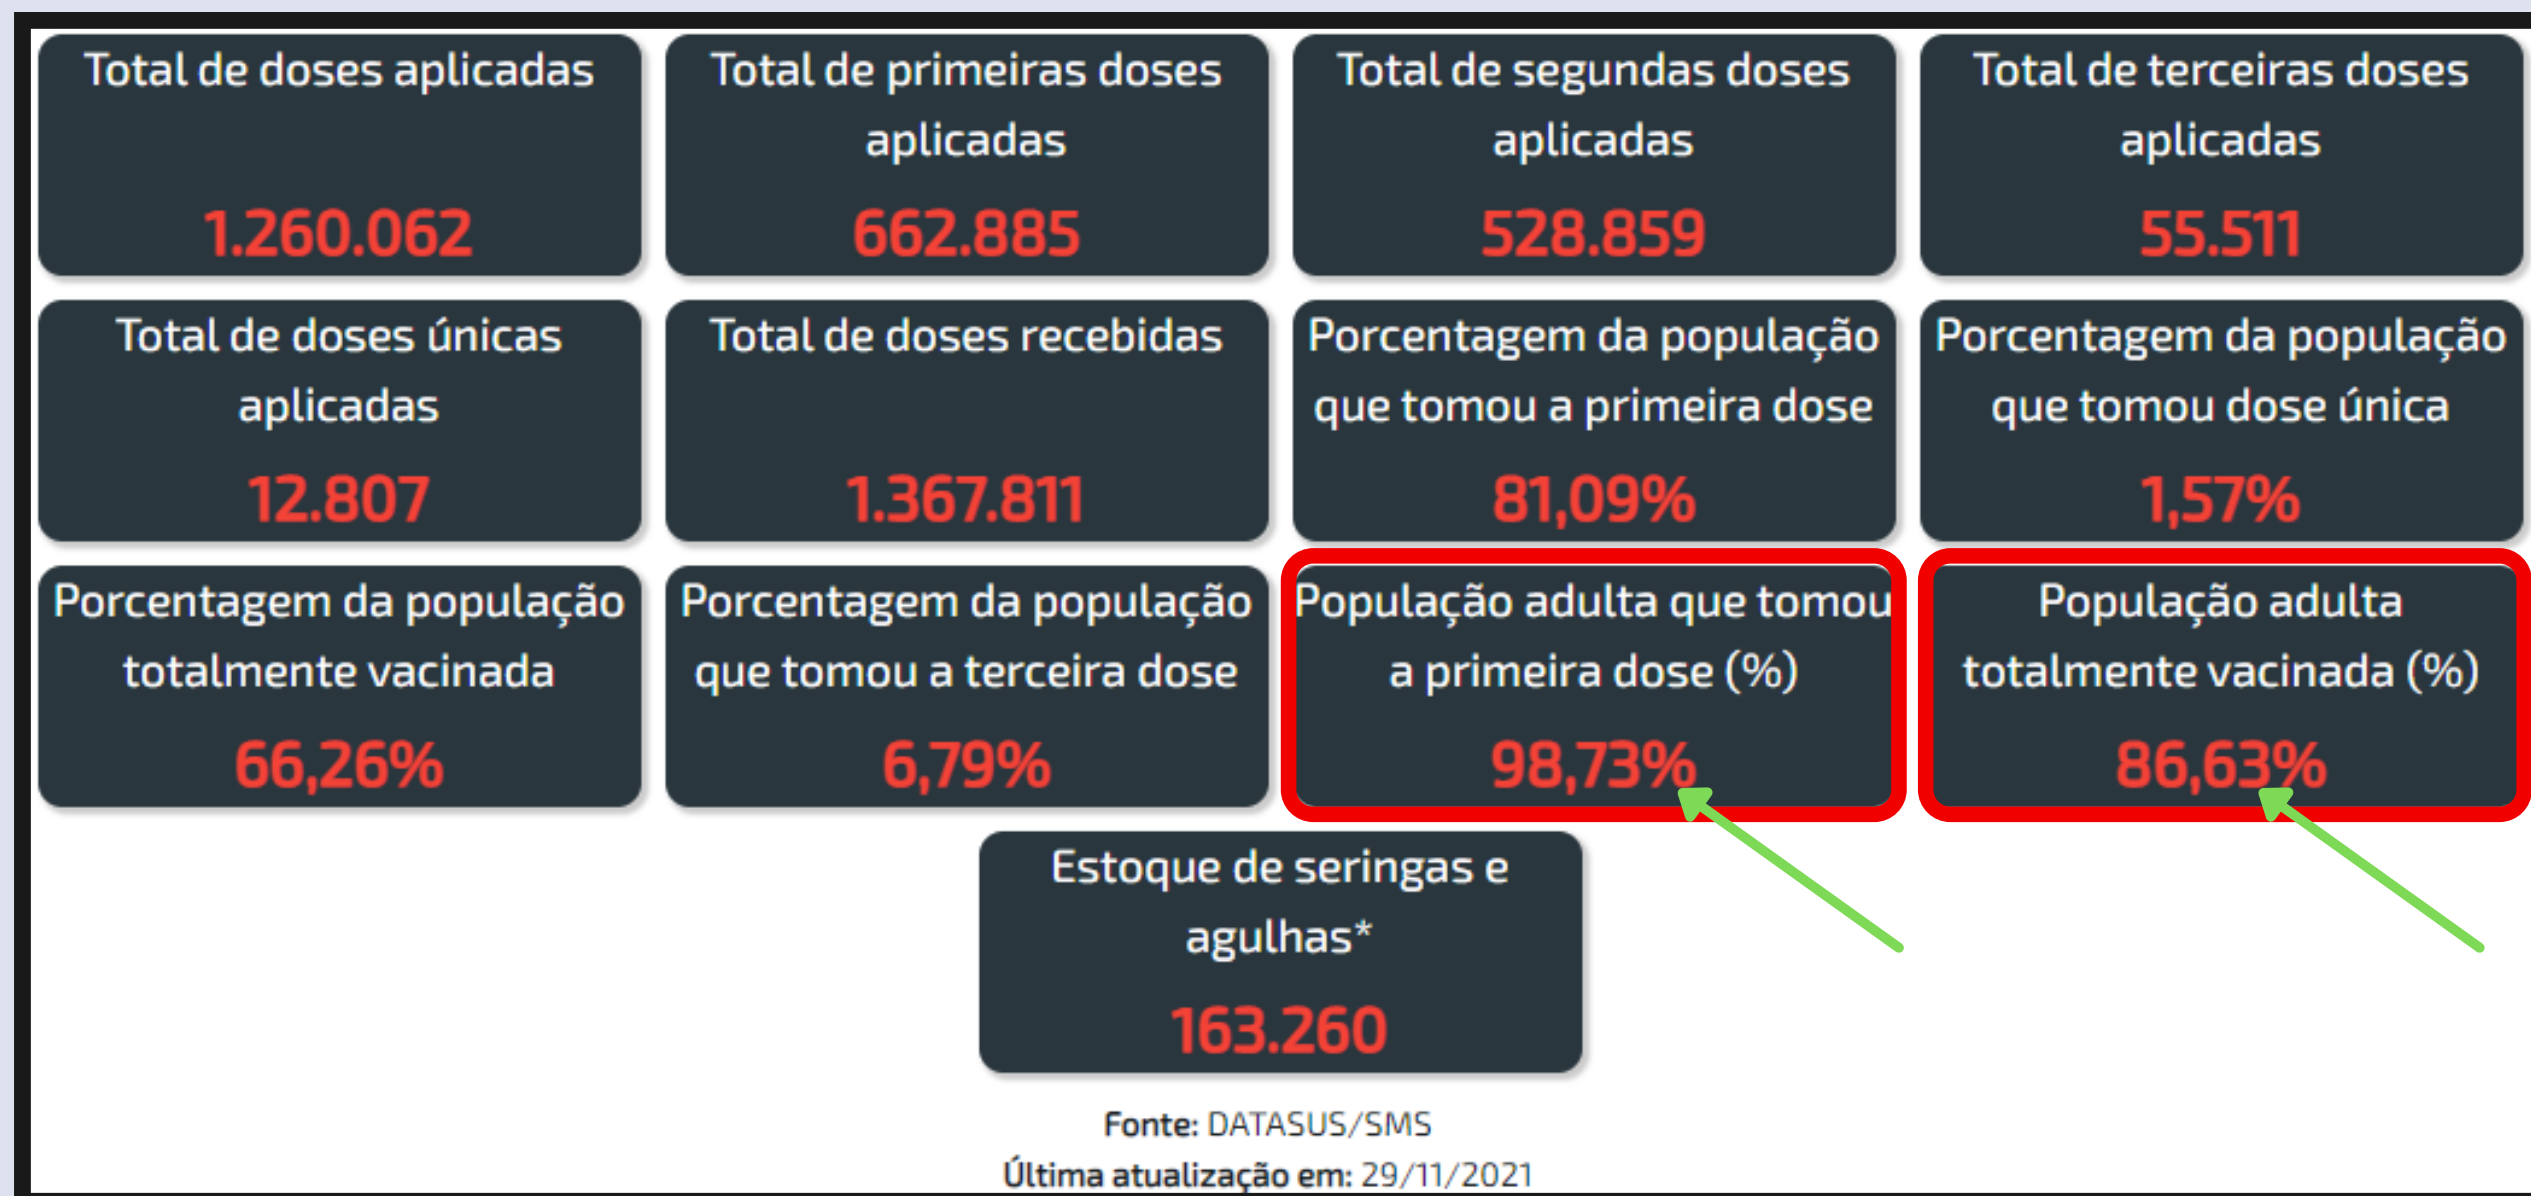 Total de doses aplicadas
1.260.062
Total de primeiras doses
aplicadas
662.885
Total de segundas doses
aplicadas
528.859
Total de terceiras doses
aplicadas
55.511
Total de doses únicas
aplicadas
12.807
Total de doses recebidas
1.367.811
Porcentagem da população
que tomou a primeira dose
81,09%
Porcentagem da população
que tomou dose única
1,57%
Porcentagem da população
totalmente vacinada
66,26%
Porcentagem da população
que tomou a terceira dose
6,79%
População adulta que tomou
a primeira dose (%)
98,73%
População adulta
totalmente vacinada (%)
86,63%
Estoque de seringas e
agulhas*
163.260
Fonte: DATASUS/SMS
Última atualização em: 29/11/2021